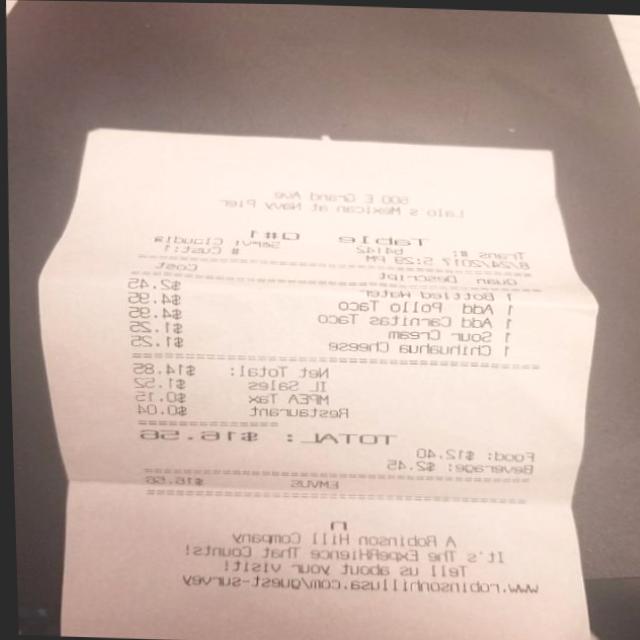 600 E Grand Ave
Lalo's Mexican at Navy Pier
Table Q#1
Trans #: b4142 Serv: Claudia
8/24/2017 5:29 PM # Cust: 1
Quan Descript Cost
1 Bottled Water $2.45
1 Add Pollo Taco $4.95
1 Add Carnitas Taco $4.95
1 Sour Cream $1.25
1 Chihuahua Cheese $1.25
Net Total: $14.85
IL Sales $1.52
MPEA Tax $0.15
Restaurant $0.04
TOTAL: $16.56
Food: $12.40
Beverage: $2.45
EMVUS $16.56
A Robinson Hill Company
It's The ExpeRHience That Counts!
Tell us about your visit!
www.robinsonhillusa.com/guest-survey